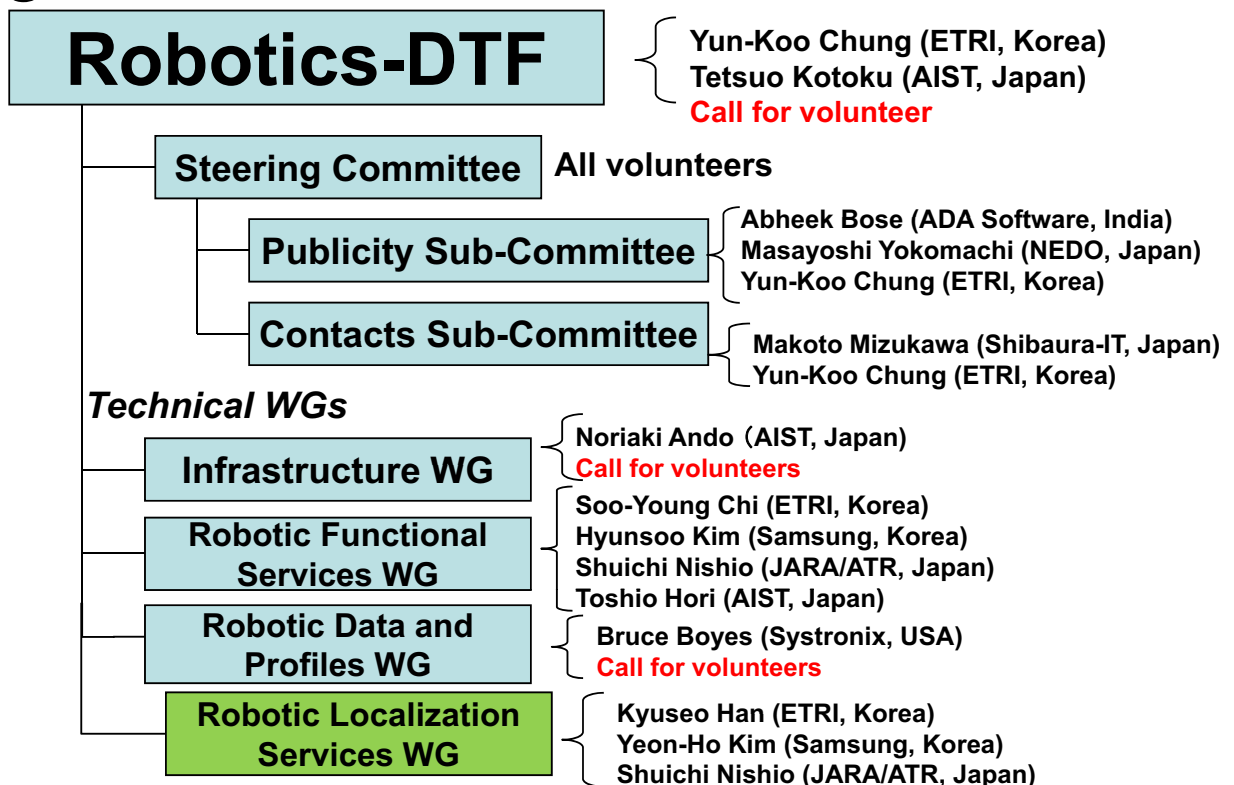 Robotics-DTF
Yun-Koo Chung (ETRI, Korea)
Tetsuo Kotoku (AIST, Japan)
Call for volunteer
Steering Committee
All volunteers
Publicity Sub-Committee
Abheek Bose (ADA Software, India)
Masayoshi Yokomachi (NEDO, Japan)
Yun-Koo Chung (ETRI, Korea)
Contacts Sub-Committee
Makoto Mizukawa (Shibaura-IT, Japan)
Yun-Koo Chung (ETRI, Korea)
Technical WGs
Infrastructure WG
Noriaki Ando（AIST, Japan)
Call for volunteers
Robotic Functional
Services WG
Soo-Young Chi (ETRI, Korea)
Hyunsoo Kim (Samsung, Korea)
Shuichi Nishio (JARA/ATR, Japan)
Toshio Hori (AIST, Japan)
Robotic Data and
Profiles WG
Bruce Boyes (Systronix, USA)
Call for volunteers
Robotic Localization
Services WG
Kyuseo Han (ETRI, Korea)
Yeon-Ho Kim (Samsung, Korea)
Shuichi Nishio (JARA/ATR, Japan)